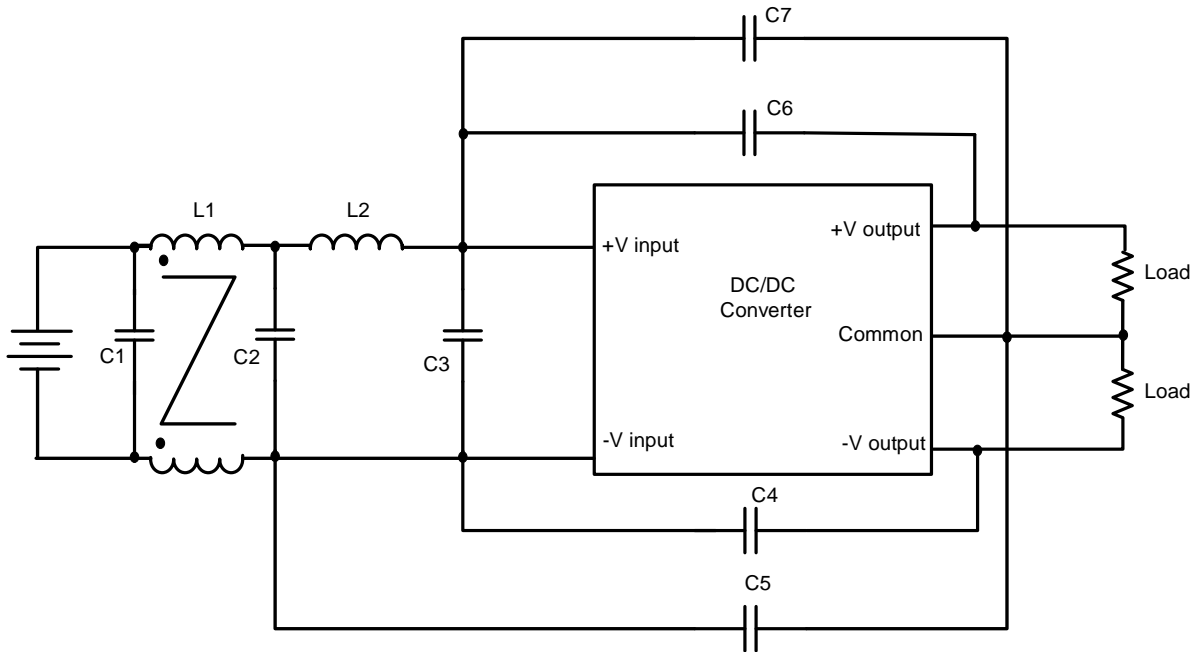 C7
C6
L1
L2
+V input
+V output
Load
DC/DC
Converter
C1
C2
C3
Common
Load
-V input
-V output
C4
C5